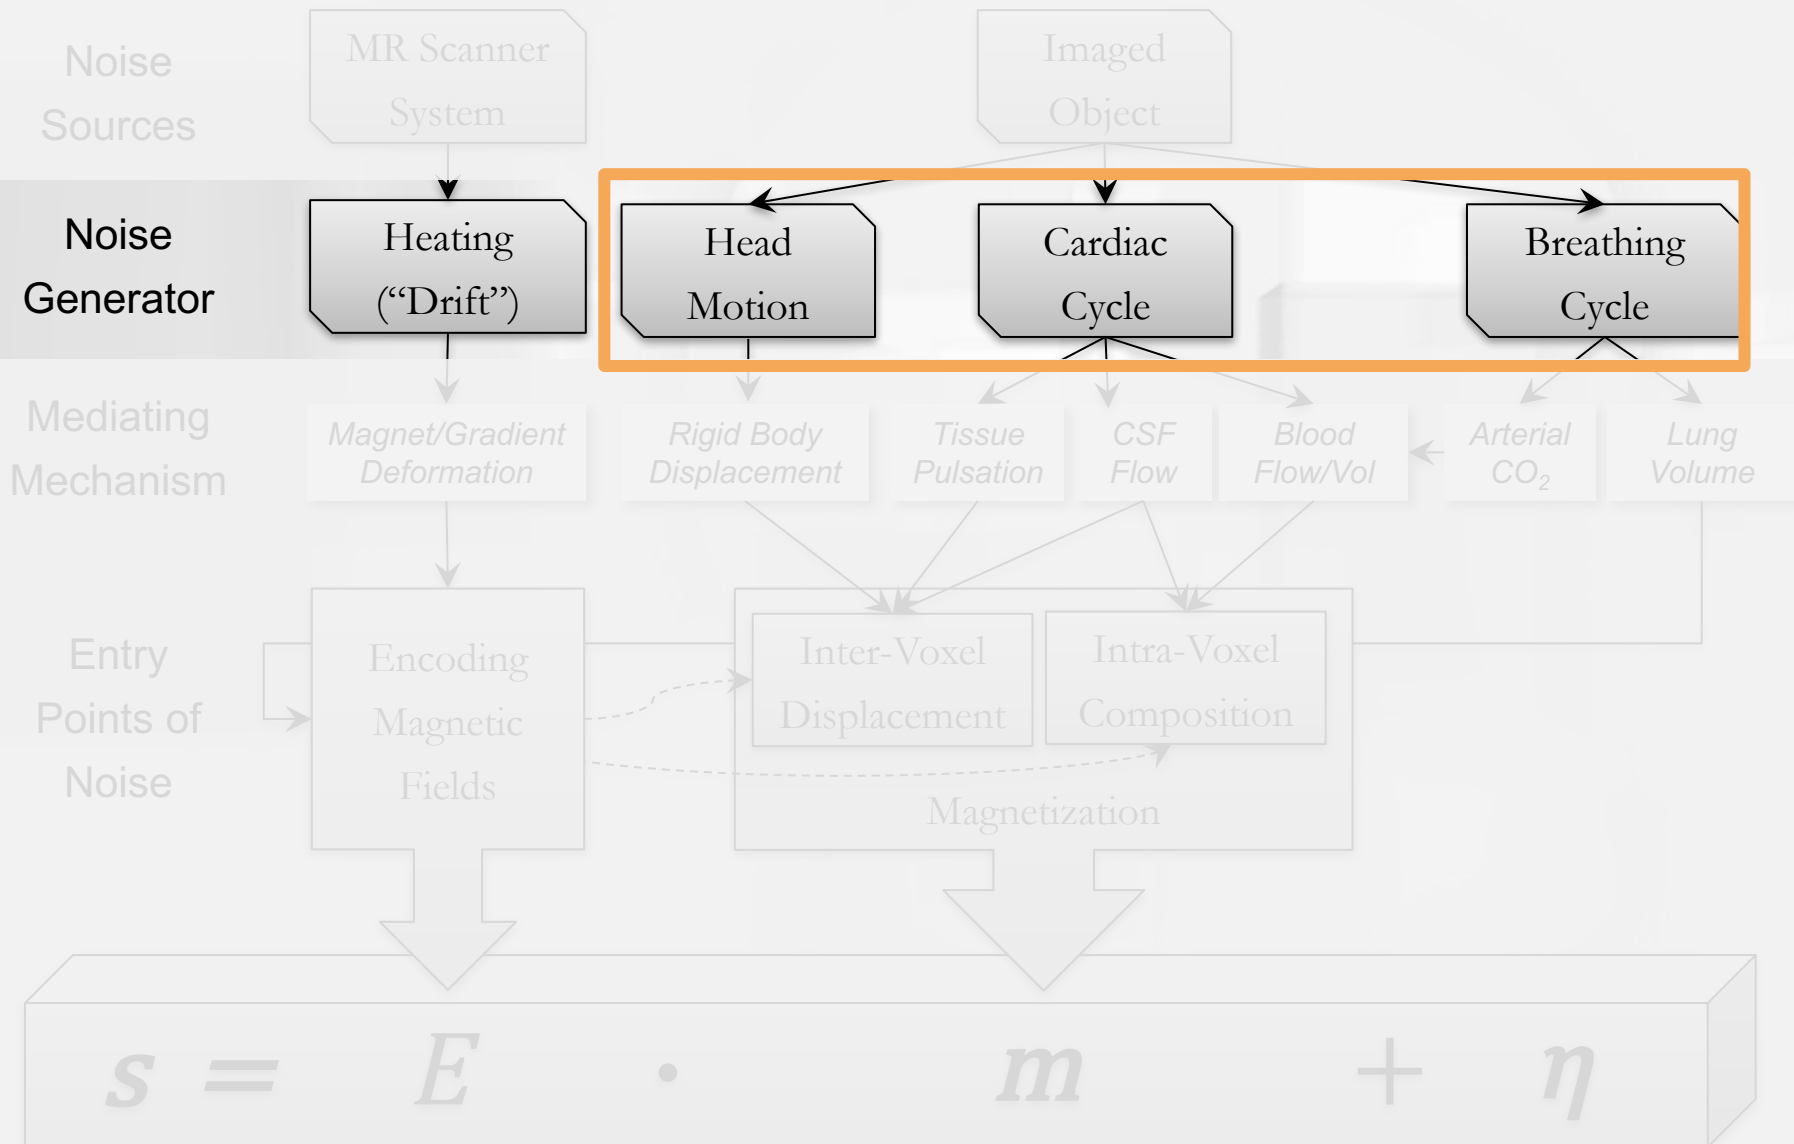 Noise
Sources
MR Scanner
System
Imaged
Object
Noise
Generator
Heating
(“Drift”)
Head
Motion
Cardiac
Cycle
Breathing
Cycle
Mediating
Mechanism
Magnet/Gradient
Deformation
Rigid Body
Displacement
Tissue
Pulsation
CSF
Flow
Blood
Flow/Vol
Arterial
CO₂
Lung
Volume
Entry
Points of
Noise
Encoding
Magnetic
Fields
Inter-Voxel
Displacement
Intra-Voxel
Composition
Magnetization
s = E · m + η